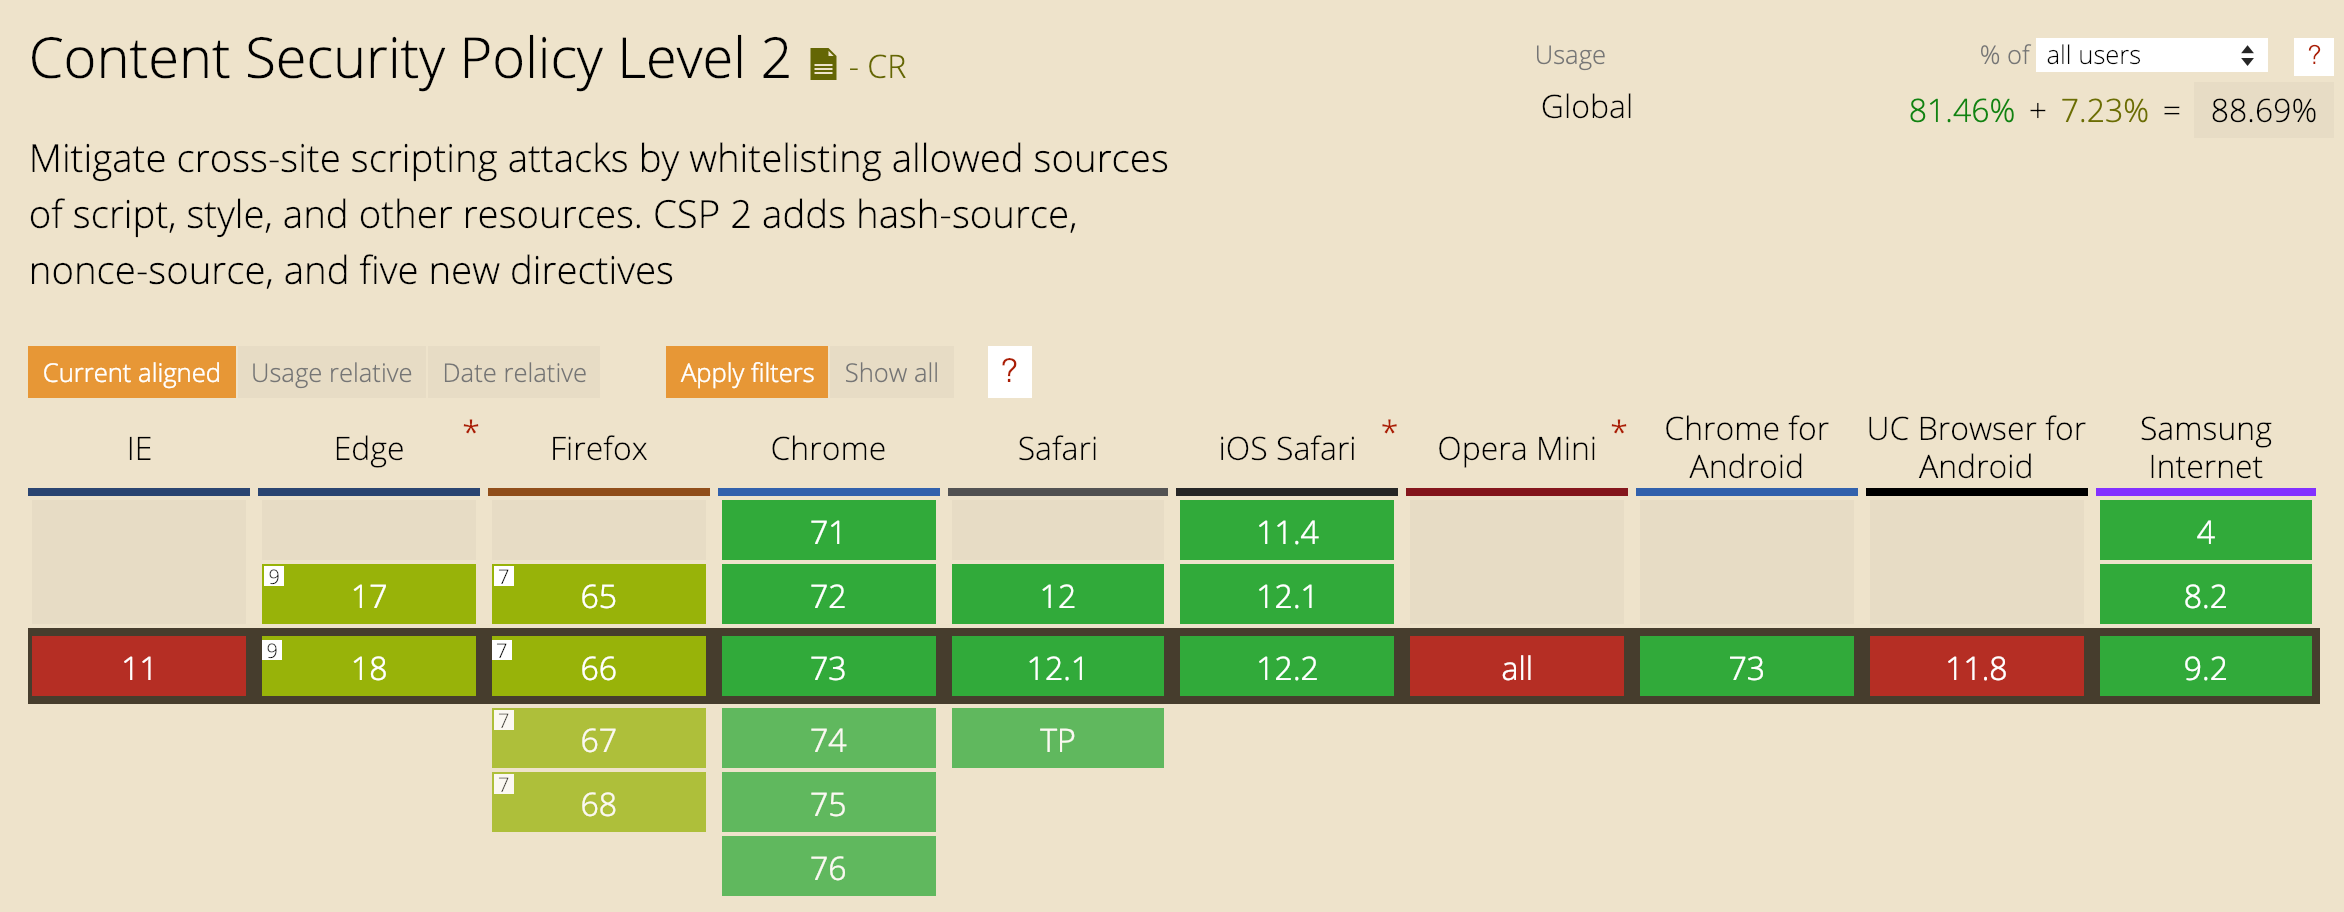 Content Security Policy Level 2 - CR
Usage % of all users ?
Global 81.46% + 7.23% = 88.69%
Mitigate cross-site scripting attacks by whitelisting allowed sources
of script, style, and other resources. CSP 2 adds hash-source,
nonce-source, and five new directives
Current aligned Usage relative Date relative Apply filters Show all ?
IE Edge * Firefox Chrome Safari iOS Safari * Opera Mini * Chrome for Android UC Browser for Android Samsung Internet
71 11.4 4
9 17 7 65 72 12 12.1 8.2
11 9 18 7 66 73 12.1 12.2 all 73 11.8 9.2
7 67 74 TP
7 68 75
76